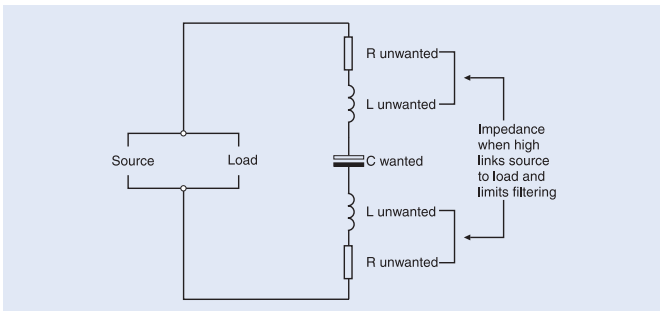 R unwanted
L unwanted
Source
Load
C wanted
Impedance
when high
links source
to load and
limits filtering
L unwanted
R unwanted